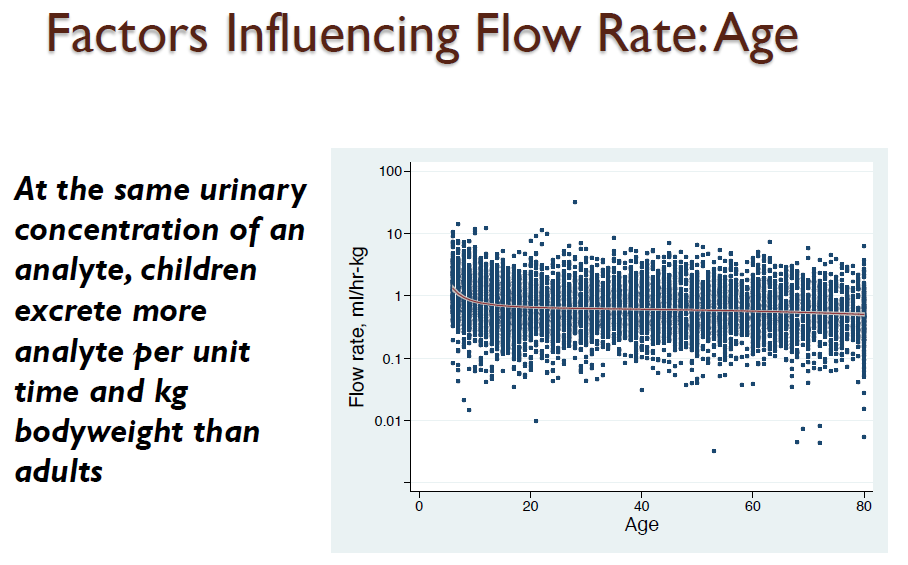 Factors Influencing Flow Rate: Age
At the same urinary
concentration of an
analyte, children
excrete more
analyte per unit
time and kg
bodyweight than
adults
Flow rate, ml/hr-kg
100
10
1
0.1
0.01
0 20 40 60 80
Age